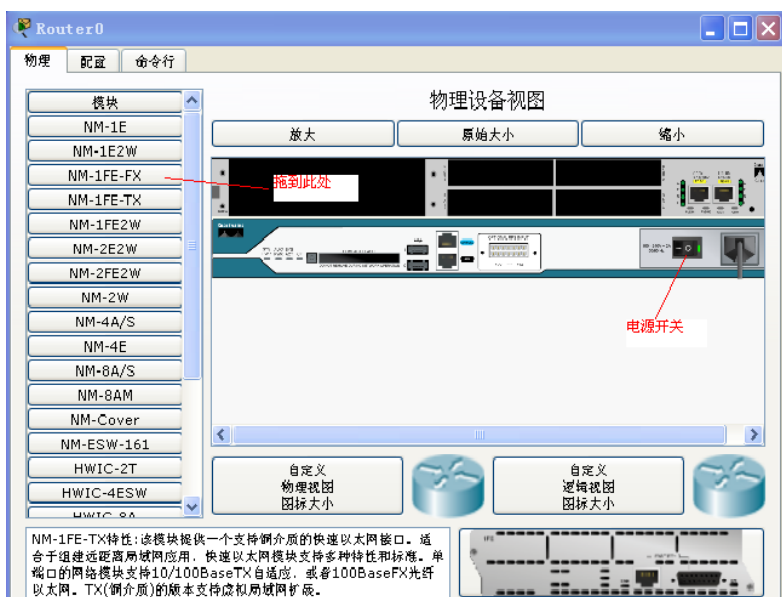 Router0
物理 配置 命令行
模块
NM-1E
NM-1E2W
NM-1FE-FX
NM-1FE-TX
NM-1FE2W
NM-2E2W
NM-2FE2W
NM-2W
NM-4A/S
NM-4E
NM-8A/S
NM-8AM
NM-Cover
NM-ESW-161
HWIC-2T
HWIC-4ESW
HWIC-8A
物理设备视图
放大 原始大小 缩小
拖到此处
电源开关
自定义
物理视图
图标大小
自定义
逻辑视图
图标大小
NM-1FE-TX特性:该模块提供一个支持铜介质的快速以太网接口. 适
合于组建远距离局域网应用. 快速以太网模块支持多种特性和标准. 单
端口的网络模块支持10/100BaseTX自适应. 或者100BaseFX光纤
以太网. TX(铜介质)的版本支持虚拟局域网扩展.